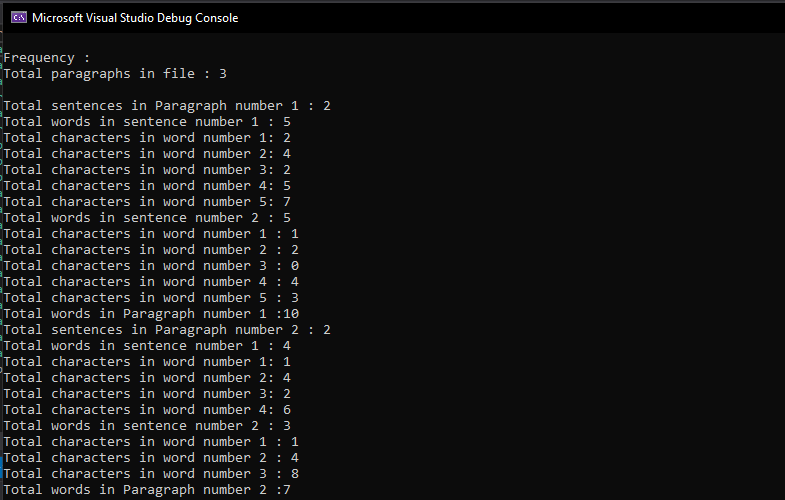 Microsoft Visual Studio Debug Console
Frequency :
Total paragraphs in file : 3
Total sentences in Paragraph number 1 : 2
Total words in sentence number 1 : 5
Total characters in word number 1: 2
Total characters in word number 2: 4
Total characters in word number 3: 2
Total characters in word number 4: 5
Total characters in word number 5: 7
Total words in sentence number 2 : 5
Total characters in word number 1 : 1
Total characters in word number 2 : 2
Total characters in word number 3 : 0
Total characters in word number 4 : 4
Total characters in word number 5 : 3
Total words in Paragraph number 1 :10
Total sentences in Paragraph number 2 : 2
Total words in sentence number 1 : 4
Total characters in word number 1: 1
Total characters in word number 2: 4
Total characters in word number 3: 2
Total characters in word number 4: 6
Total words in sentence number 2 : 3
Total characters in word number 1 : 1
Total characters in word number 2 : 4
Total characters in word number 3 : 8
Total words in Paragraph number 2 :7